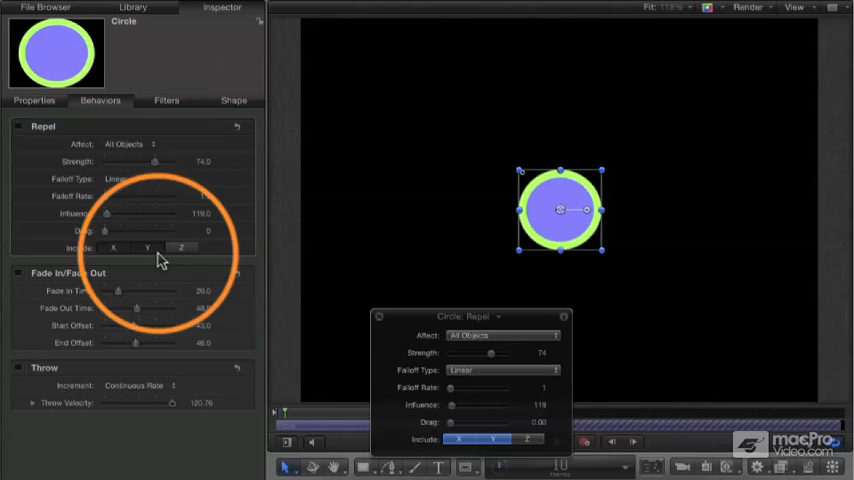 File Browser Library Inspector
Fit: 118% Render View
Circle
Properties Behaviors Filters Shape
Repel
Affect: All Objects
Strength: 74.0
Falloff Type: Linear
Falloff Rate:
Influence: 119.0
Drag: 0
Include: X Y Z
Fade In/Fade Out
Fade In Time: 20.0
Fade Out Time: 48.0
Start Offset: 43.0
End Offset: 46.0
Throw
Increment: Continuous Rate
Throw Velocity: 120.76
Circle: Repel
Affect: All Objects
Strength: 74
Falloff Type: Linear
Falloff Rate: 1
Influence: 119
Drag: 0.00
Include: X Y Z
macPro
Video
T